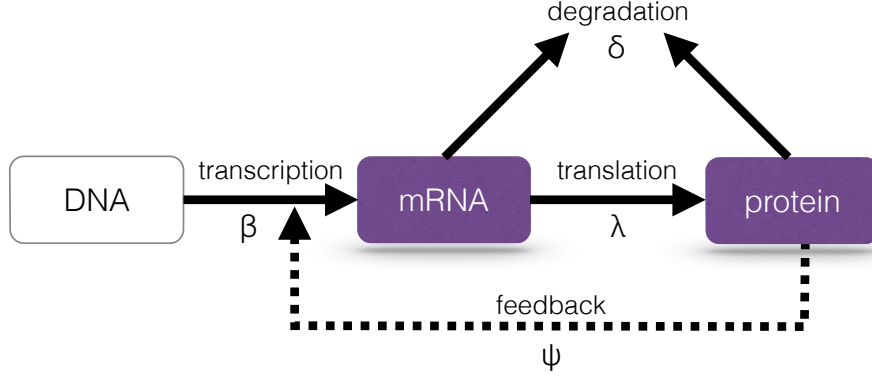 degradation
δ
transcription
translation
DNA
mRNA
protein
β
λ
feedback
ψ